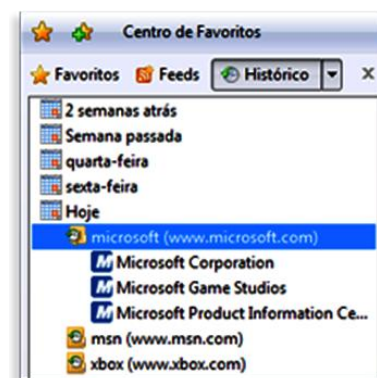 Centro de Favoritos
Favoritos Feeds Histórico x
2 semanas atrás
Semana passada
quarta-feira
sexta-feira
Hoje
microsoft (www.microsoft.com)
Microsoft Corporation
Microsoft Game Studios
Microsoft Product Information Ce...
msn (www.msn.com)
xbox (www.xbox.com)